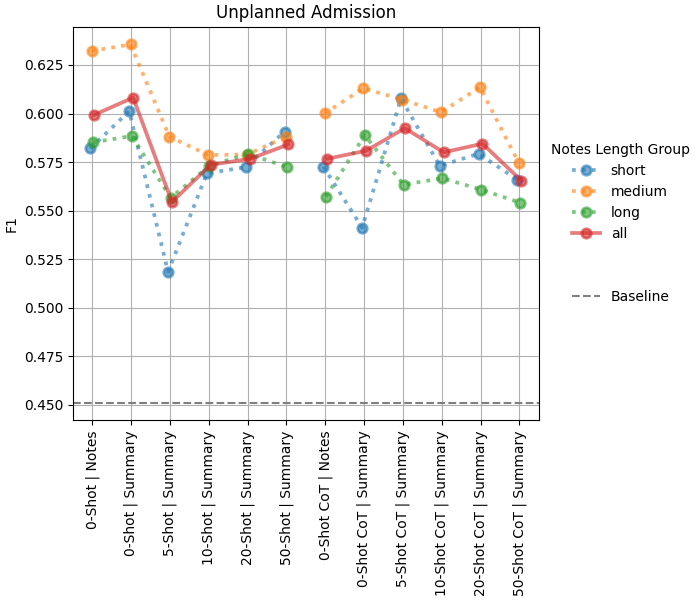 Unplanned Admission
F1
0.625
0.600
0.575
0.550
0.525
0.500
0.475
0.450
0-Shot | Notes
0-Shot | Summary
5-Shot | Summary
10-Shot | Summary
20-Shot | Summary
50-Shot | Summary
0-Shot CoT | Notes
0-Shot CoT | Summary
5-Shot CoT | Summary
10-Shot CoT | Summary
20-Shot CoT | Summary
50-Shot CoT | Summary
Notes Length Group
short
medium
long
all
Baseline